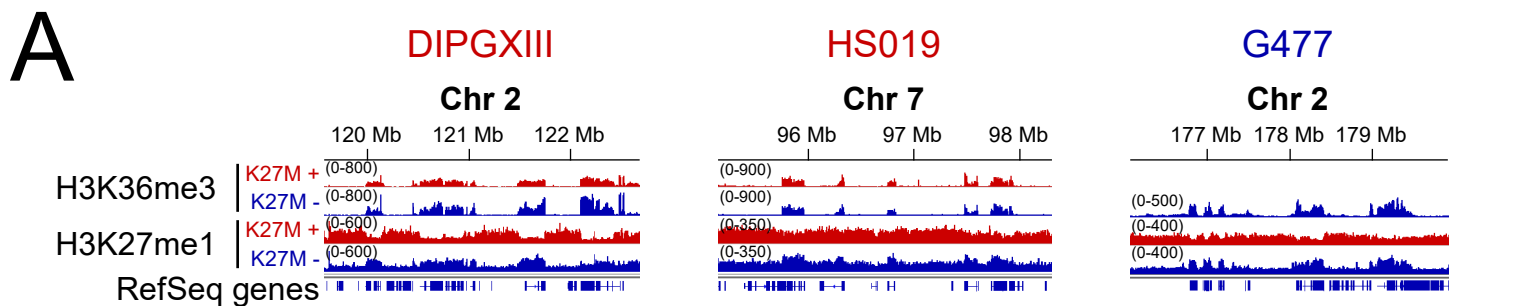 A
DIPGXIII HS019 G477
Chr 2 Chr 7 Chr 2
120 Mb 121 Mb 122 Mb 96 Mb 97 Mb 98 Mb 177 Mb 178 Mb 179 Mb
H3K36me3 K27M + (0-800) (0-900)
K27M - (0-800) (0-900) (0-500)
H3K27me1 K27M + (0-600) (0-350) (0-400)
K27M - (0-600) (0-350) (0-400)
RefSeq genes